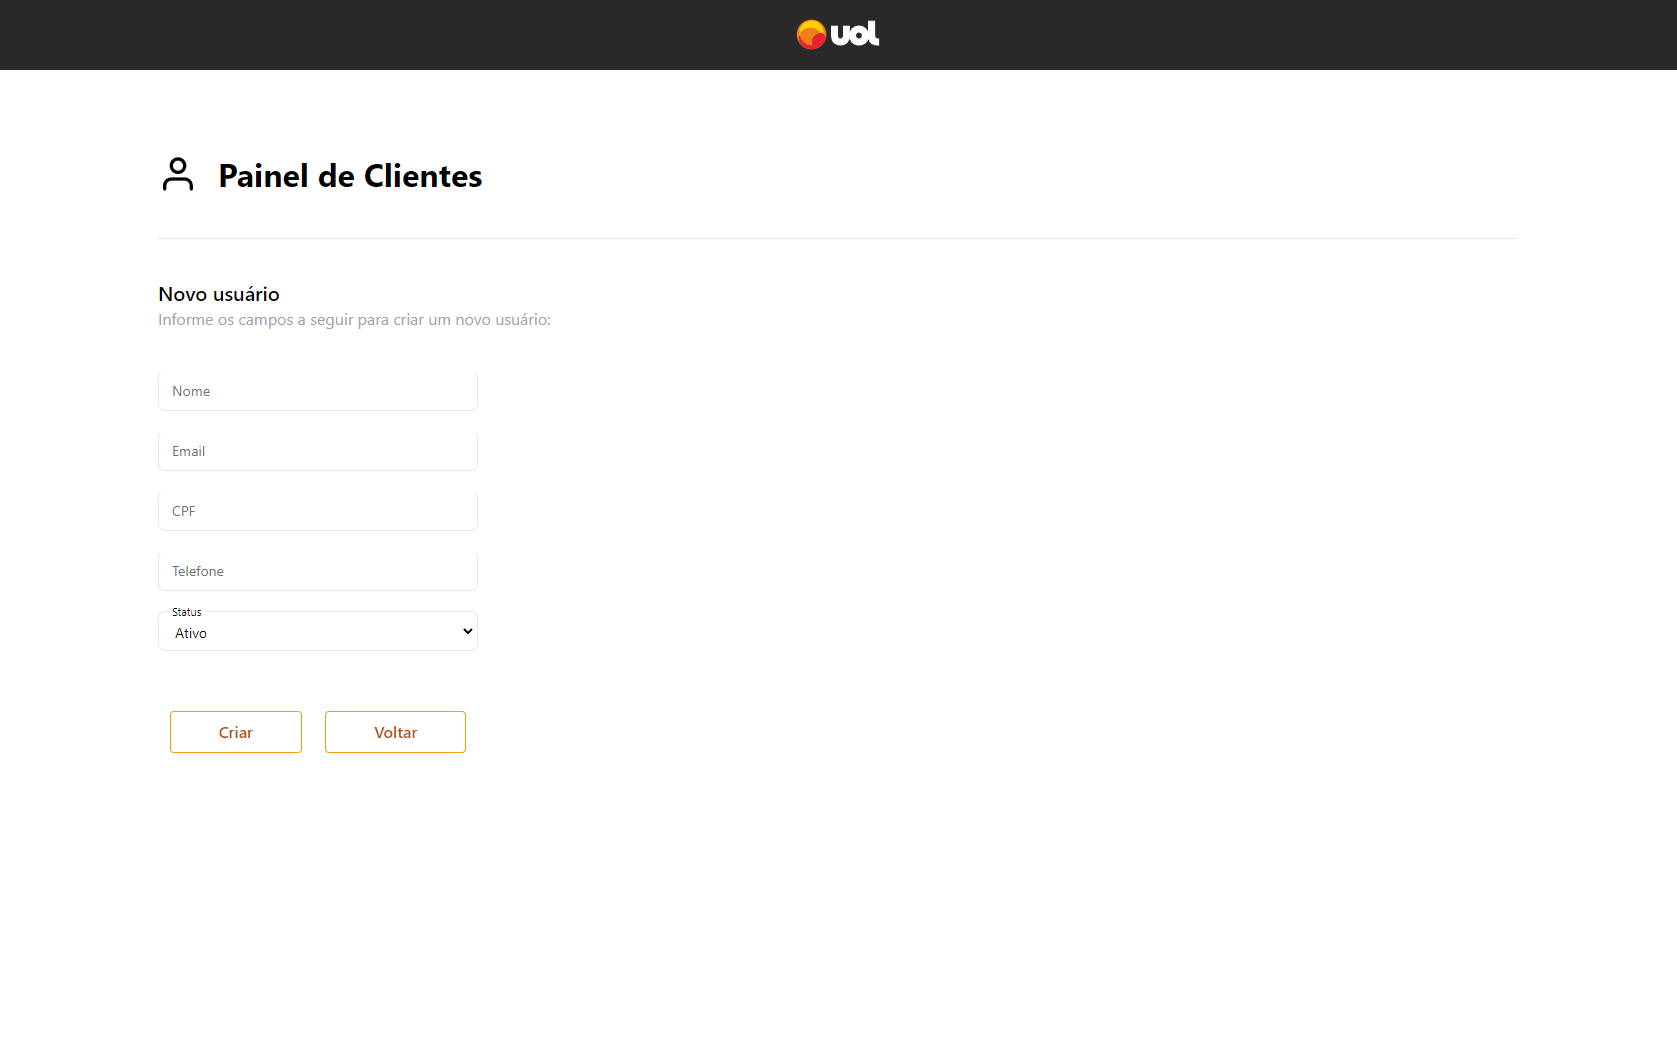 uol
Painel de Clientes
Novo usuário
Informe os campos a seguir para criar um novo usuário:
Nome
Email
CPF
Telefone
Status
Ativo
Criar
Voltar